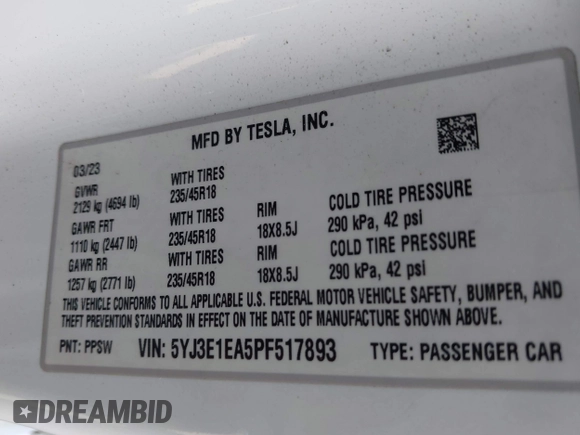 MFD BY TESLA, INC.
03/23
GVWR WITH TIRES
2129 kg (4694 lb) 235/45R18
GAWR FRT WITH TIRES RIM COLD TIRE PRESSURE
1110 kg (2447 lb) 235/45R18 18X8.5J 290 kPa, 42 psi
GAWR RR WITH TIRES RIM COLD TIRE PRESSURE
1257 kg (2771 lb) 235/45R18 18X8.5J 290 kPa, 42 psi
THIS VEHICLE CONFORMS TO ALL APPLICABLE U.S. FEDERAL MOTOR VEHICLE SAFETY, BUMPER, AND
THEFT PREVENTION STANDARDS IN EFFECT ON THE DATE OF MANUFACTURE SHOWN ABOVE.
PNT: PPSW VIN: 5YJ3E1EA5PF517893 TYPE: PASSENGER CAR
DREAMBID